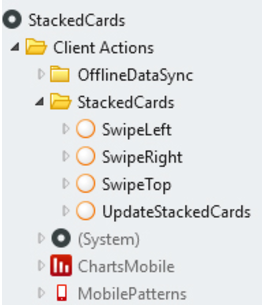 StackedCards
Client Actions
OfflineDataSync
StackedCards
SwipeLeft
SwipeRight
SwipeTop
UpdateStackedCards
(System)
ChartsMobile
MobilePatterns